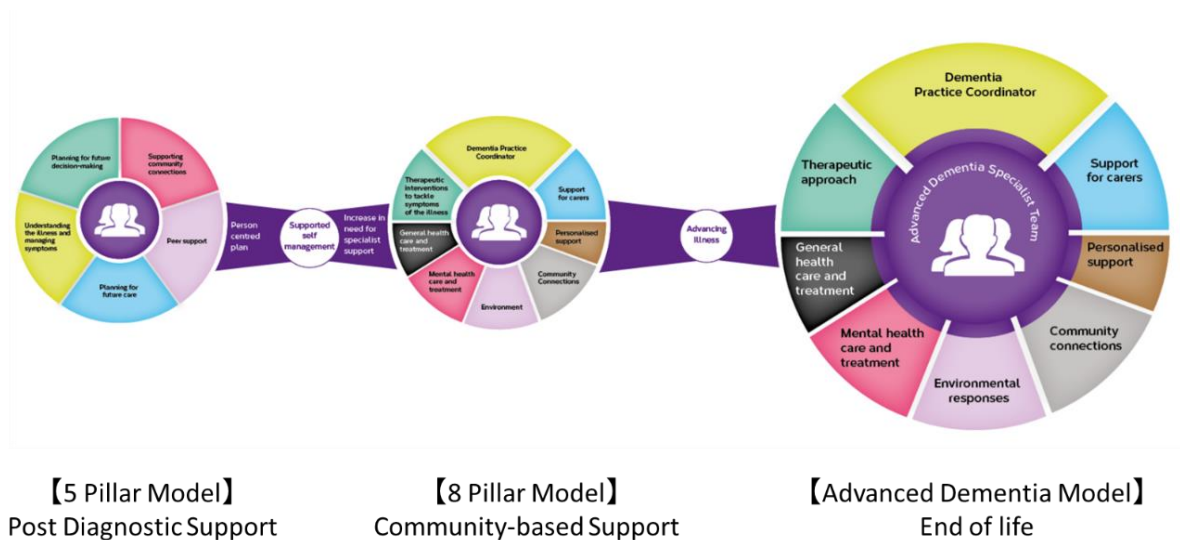 Planning for future
decision-making
Supporting
community
connections
Understanding
the illness and
managing
symptoms
Peer support
Planning for
future care
Person
centred
plan
Supported
self
management
Increase in
need for
specialist
support
Dementia Practice
Coordinator
Therapeutic
interventions
to tackle
symptoms
of the illness
Support
for carers
General health
care and
treatment
Personalised
support
Mental health
care and
treatment
Community
Connections
Environment
Advancing
Illness
Dementia
Practice Coordinator
Therapeutic
approach
Support
for carers
Advanced Dementia Specialist Team
General
health
care and
treatment
Personalised
support
Mental health
care and
treatment
Community
connections
Environmental
responses
【5 Pillar Model】
Post Diagnostic Support
【8 Pillar Model】
Community-based Support
【Advanced Dementia Model】
End of life